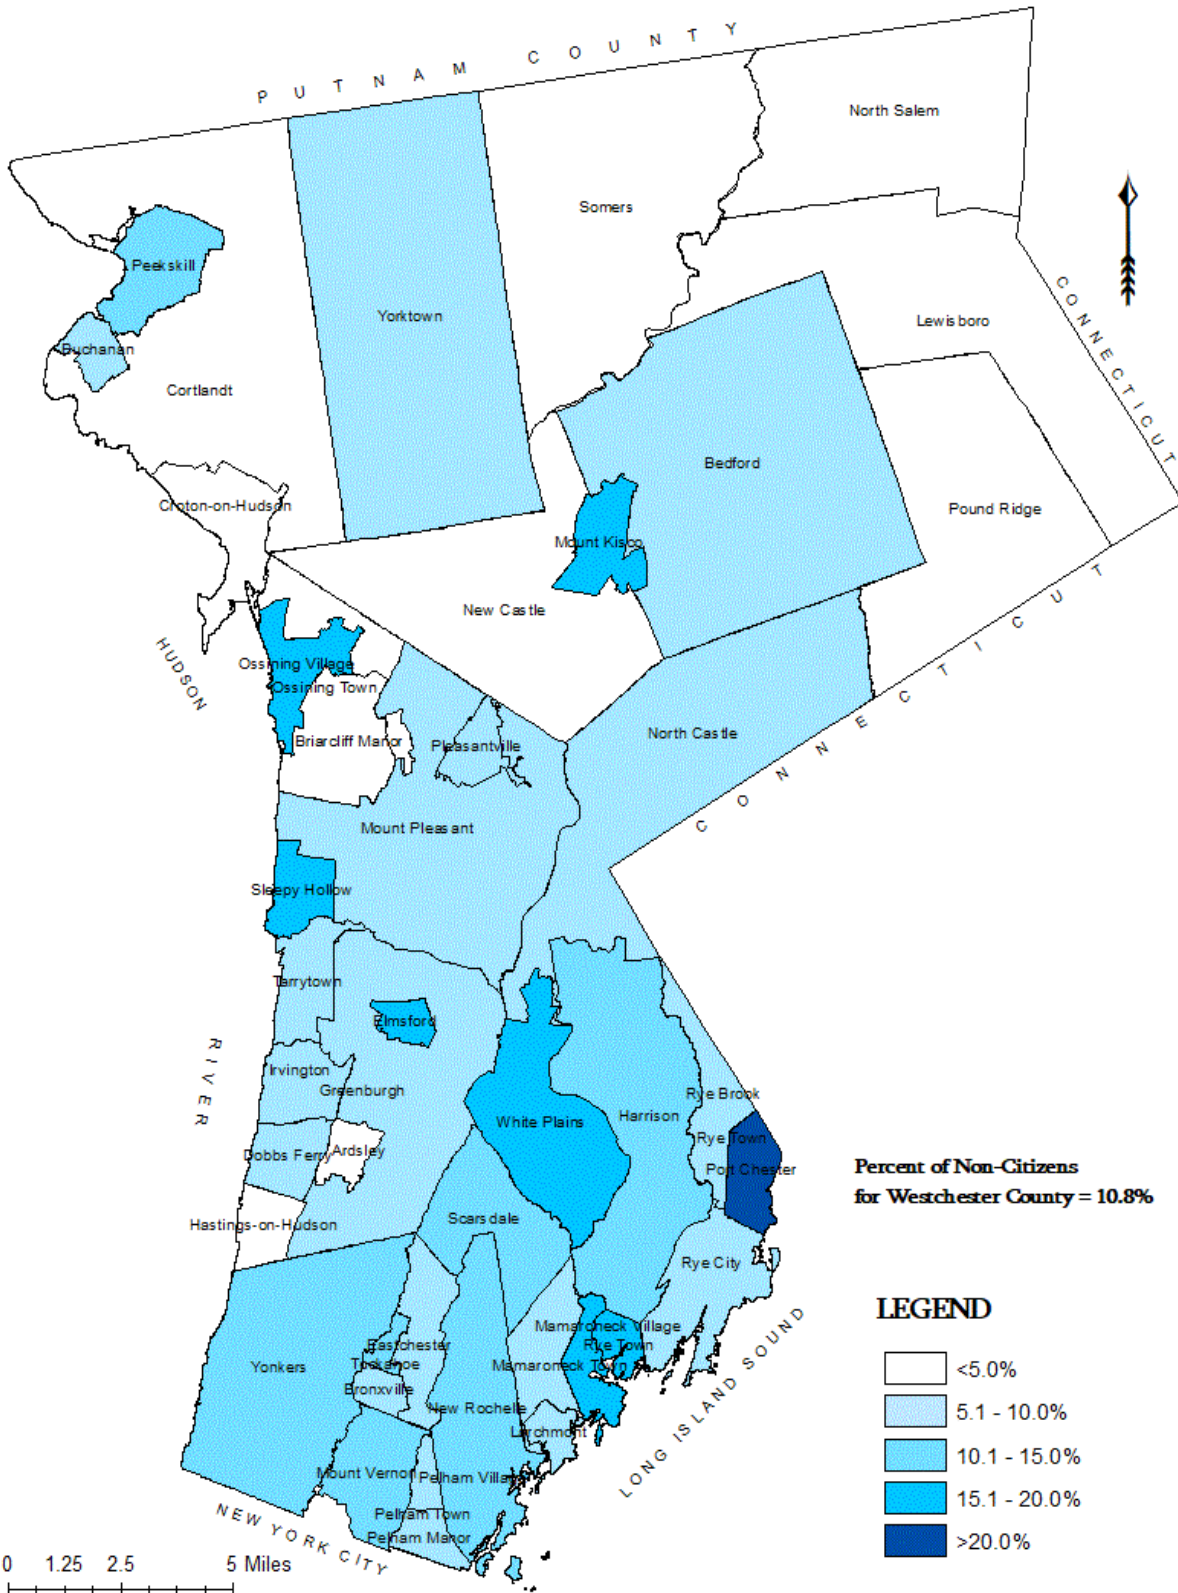 PUTNAM COUNTY
North Salem
Somers
Peekskill
Yorktown
Lewisboro
CONNECTICUT
Buchanan
Cortlandt
Bedford
Croton-on-Hudson
Pound Ridge
Mount Kisco
New Castle
HUDSON
Ossining Village
Ossining Town
CONNECTICUT
Briarcliff Manor
Pleasantville
North Castle
Mount Pleasant
Sleepy Hollow
Tarrytown
Elmsford
RIVER
Irvington
Greenburgh
Rye Brook
White Plains
Harrison
Rye Town
Dobbs Ferry
Ardsley
Port Chester
Percent of Non-Citizens
for Westchester County = 10.8%
Hastings-on-Hudson
Scarsdale
Rye City
LEGEND
Mamaroneck Village
Eastchester
Rye Town
Yonkers
Tuckahoe
Mamaroneck Town
<5.0%
Bronxville
New Rochelle
5.1 - 10.0%
Larchmont
LONG ISLAND SOUND
10.1 - 15.0%
Mount Vernon
Pelham Village
15.1 - 20.0%
Pelham Town
Pelham Manor
NEW YORK CITY
>20.0%
0 1.25 2.5 5 Miles